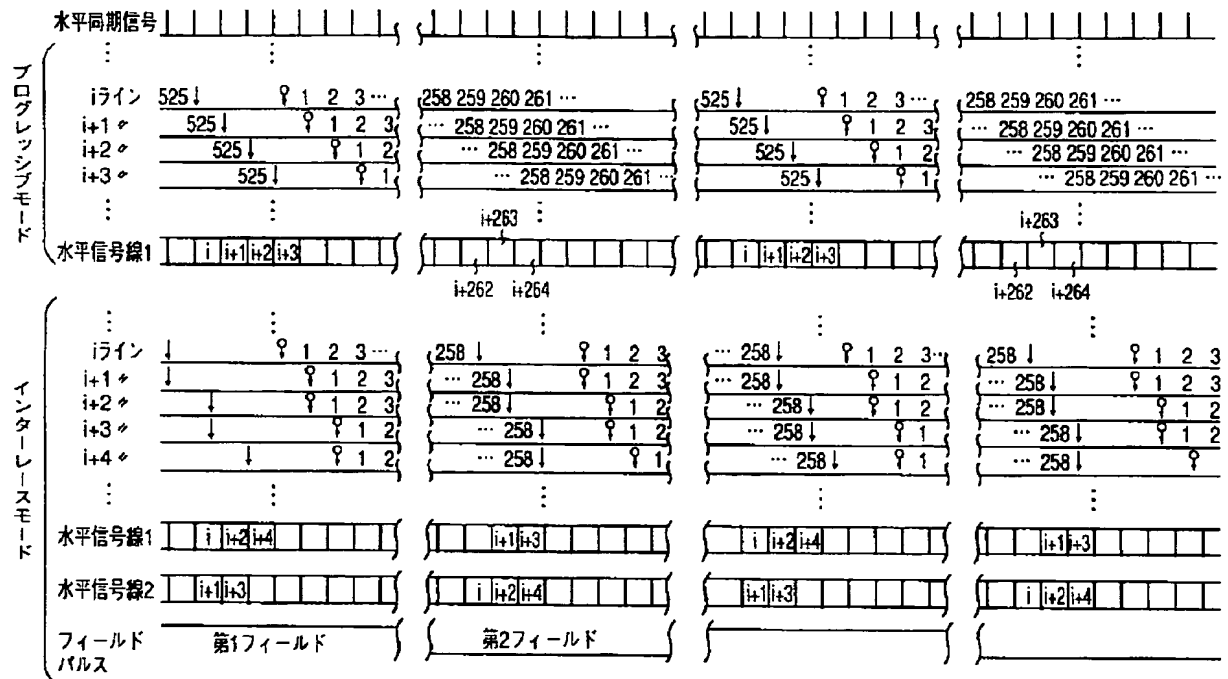 水平同期信号
プログレッシブモード
iライン 525↓ ♀ 1 2 3… 258 259 260 261 … 525↓ ♀ 1 2 3… 258 259 260 261 …
i+1 〃 525↓ ♀ 1 2 3 … 258 259 260 261 … 525↓ ♀ 1 2 3 … 258 259 260 261 …
i+2 〃 525↓ ♀ 1 2 … 258 259 260 261 … 525↓ ♀ 1 2 … 258 259 260 261 …
i+3 〃 525↓ ♀ 1 … 258 259 260 261 … 525↓ ♀ 1 … 258 259 260 261 …
i+263 i+263
水平信号線1 i i+1 i+2 i+3 i i+1 i+2 i+3
i+262 i+264 i+262 i+264
インターレースモード
iライン ↓ ♀ 1 2 3… 258 ↓ ♀ 1 2 3 … 258↓ ♀ 1 2 3… 258 ↓ ♀ 1 2 3
i+1 〃 ↓ ♀ 1 2 3 … 258↓ ♀ 1 2 3 … 258↓ ♀ 1 2 … 258↓ ♀ 1 2 3
i+2 〃 ↓ ♀ 1 2 3 … 258↓ ♀ 1 2 … 258↓ ♀ 1 2 … 258↓ ♀ 1 2
i+3 〃 ↓ ♀ 1 2 … 258↓ ♀ 1 2 … 258↓ ♀ 1 … 258↓ ♀ 1 2
i+4 〃 ↓ ♀ 1 2 … 258↓ ♀ 1 … 258↓ ♀ 1 … 258↓ ♀
水平信号線1 i i+2 i+4 i+1 i+3 i i+2 i+4 i+1 i+3
水平信号線2 i+1 i+3 i i+2 i+4 i+1 i+3 i i+2 i+4
フィールドパルス 第1フィールド 第2フィールド